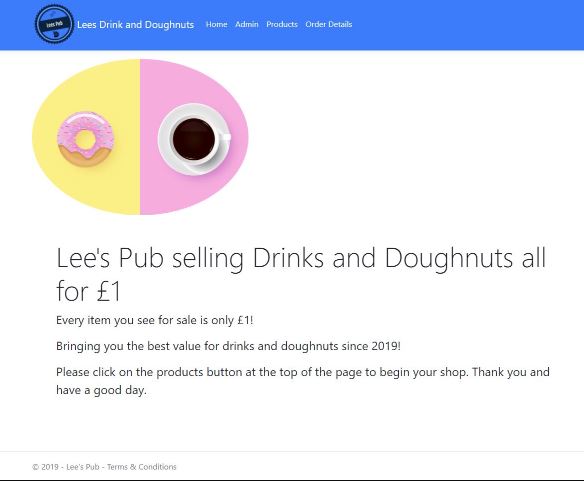 Lees Pub
Lees Drink and Doughnuts Home Admin Products Order Details
Lee's Pub selling Drinks and Doughnuts all
for £1
Every item you see for sale is only £1!
Bringing you the best value for drinks and doughnuts since 2019!
Please click on the products button at the top of the page to begin your shop. Thank you and
have a good day.
© 2019 - Lee's Pub - Terms & Conditions